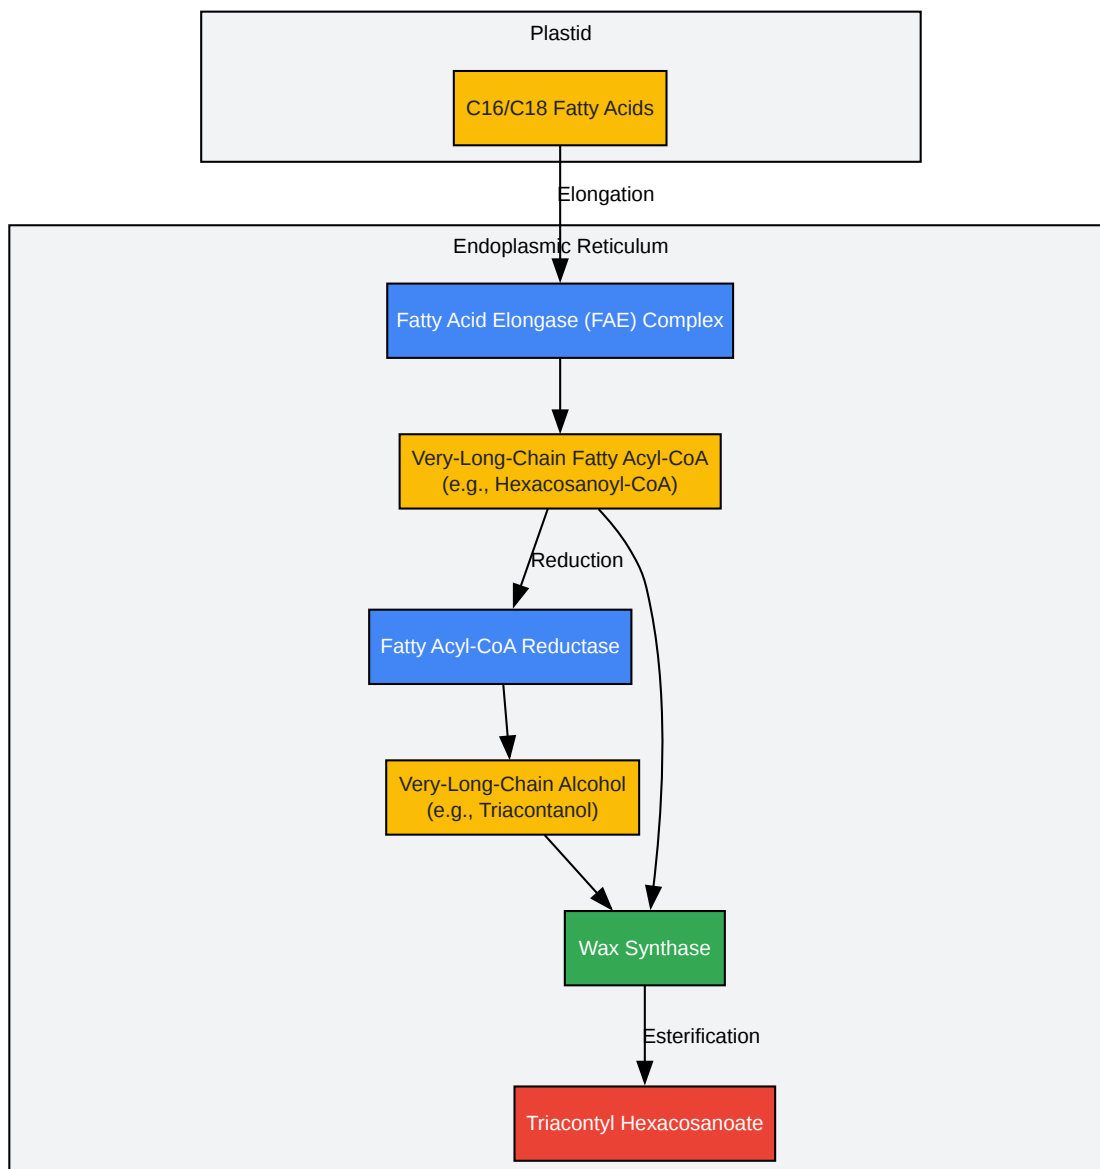 Plastid
C16/C18 Fatty Acids
Elongation
Endoplasmic Reticulum
Fatty Acid Elongase (FAE) Complex
Very-Long-Chain Fatty Acyl-CoA
(e.g., Hexacosanoyl-CoA)
Reduction
Fatty Acyl-CoA Reductase
Very-Long-Chain Alcohol
(e.g., Triacontanol)
Wax Synthase
Esterification
Triacontyl Hexacosanoate